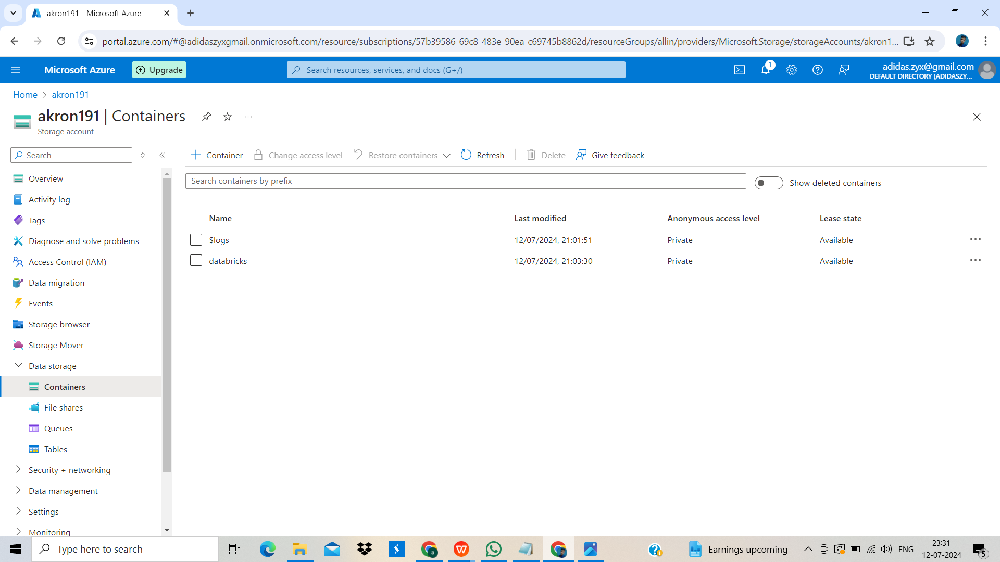 akron191 - Microsoft Azure
portal.azure.com/#@adidaszyxgmail.onmicrosoft.com/resource/subscriptions/57b39586-69c8-483e-90ea-c69745b8862d/resourceGroups/allin/providers/Microsoft.Storage/storageAccounts/akron1...
Microsoft Azure
Upgrade
Search resources, services, and docs (G+/)
1
adidas.zyx@gmail.com
DEFAULT DIRECTORY (ADIDASZY...
Home > akron191
akron191 | Containers
Storage account
Search
Container
Change access level
Restore containers
Refresh
Delete
Give feedback
Search containers by prefix
Show deleted containers
Name Last modified Anonymous access level Lease state
$logs 12/07/2024, 21:01:51 Private Available
databricks 12/07/2024, 21:03:30 Private Available
Overview
Activity log
Tags
Diagnose and solve problems
Access Control (IAM)
Data migration
Events
Storage browser
Storage Mover
Data storage
Containers
File shares
Queues
Tables
Security + networking
Data management
Settings
Monitoring
Type here to search
Earnings upcoming
ENG
23:31
12-07-2024
5